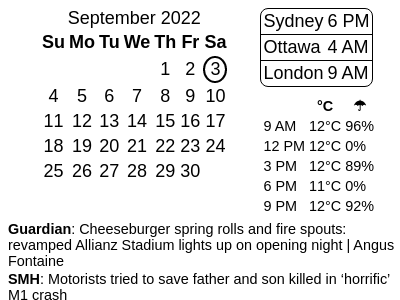 September 2022
Su Mo Tu We Th Fr Sa
1 2 3
4 5 6 7 8 9 10
11 12 13 14 15 16 17
18 19 20 21 22 23 24
25 26 27 28 29 30
Sydney 6 PM
Ottawa 4 AM
London 9 AM
°C ☂
9 AM 12°C 96%
12 PM 12°C 0%
3 PM 12°C 89%
6 PM 11°C 0%
9 PM 12°C 92%
Guardian: Cheeseburger spring rolls and fire spouts:
revamped Allianz Stadium lights up on opening night | Angus
Fontaine
SMH: Motorists tried to save father and son killed in ‘horrific’
M1 crash